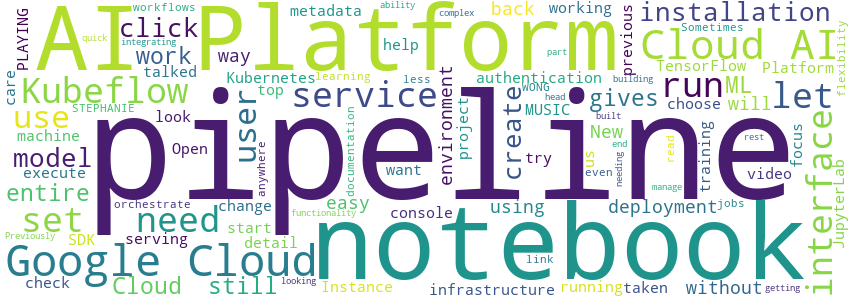 PLAYING
AI Platform
workflows
quick
integrating
click
work
talked
metadata
help
back
way
complex
ability
working
Sometimes
less
part
previous
installation
Cloud AI
TensorFlow
Platform
flexibility
care
Kubeflow
STEPHANIE
Kubernetes
top
learning
service
authentication
WONG
head
building
MUSIC
run
ML
let
gives
choose
will
use
machine
model
execute
entire
set
Open
look
user
anywhere
orchestrate
pipeline
documentation
environment
project
easy
want
try
create
New
built
even
needing
us
end
read
training
focus
video
rest
manage
interface
JupyterLab
need
change
functionality
console
using
deployment
jobs
notebook
Previously
SDK
serving
start
detail
Google Cloud
check
Cloud
still
looking
Instance
link
infrastructure
running
taken
without
getting